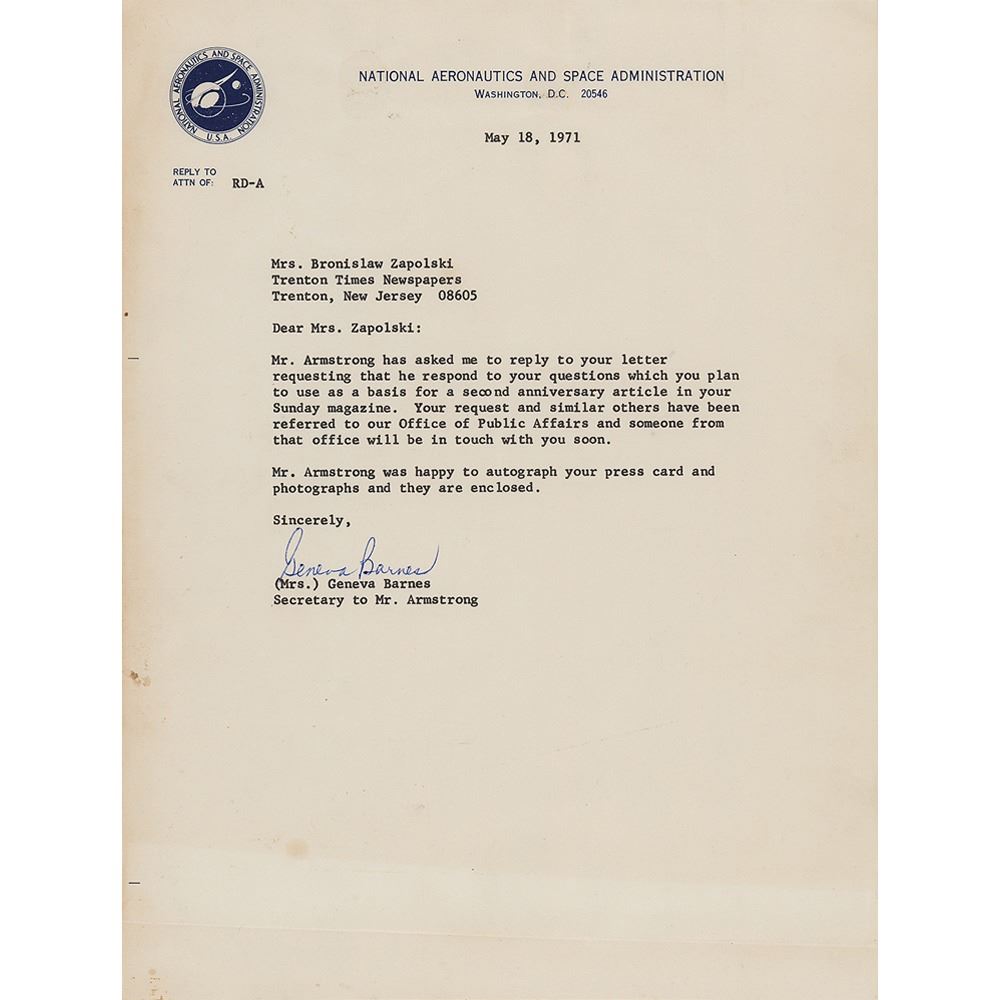 NATIONAL AERONAUTICS AND SPACE ADMINISTRATION
U.S.A.
NATIONAL AERONAUTICS AND SPACE ADMINISTRATION
WASHINGTON, D.C. 20546
May 18, 1971
REPLY TO
ATTN OF: RD-A
Mrs. Bronislaw Zapolski
Trenton Times Newspapers
Trenton, New Jersey 08605
Dear Mrs. Zapolski:
Mr. Armstrong has asked me to reply to your letter
requesting that he respond to your questions which you plan
to use as a basis for a second anniversary article in your
Sunday magazine. Your request and similar others have been
referred to our Office of Public Affairs and someone from
that office will be in touch with you soon.
Mr. Armstrong was happy to autograph your press card and
photographs and they are enclosed.
Sincerely,
Geneva Barnes
(Mrs.) Geneva Barnes
Secretary to Mr. Armstrong